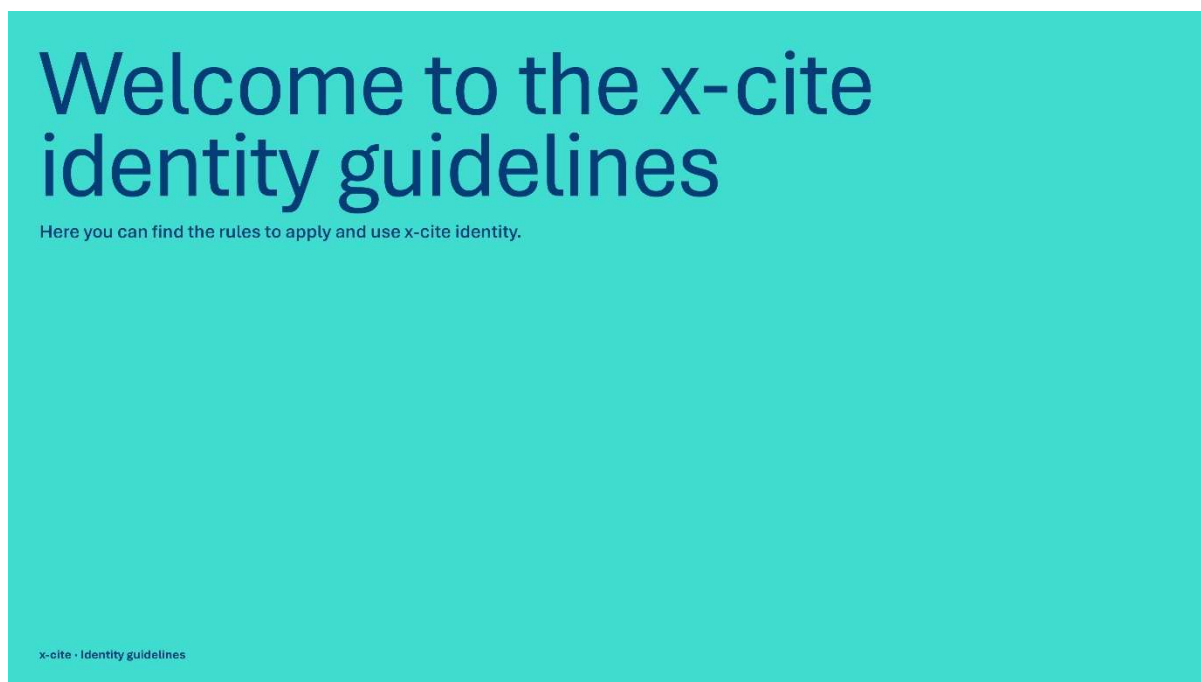 Welcome to the x-cite
identity guidelines
Here you can find the rules to apply and use x-cite identity.
x-cite · Identity guidelines